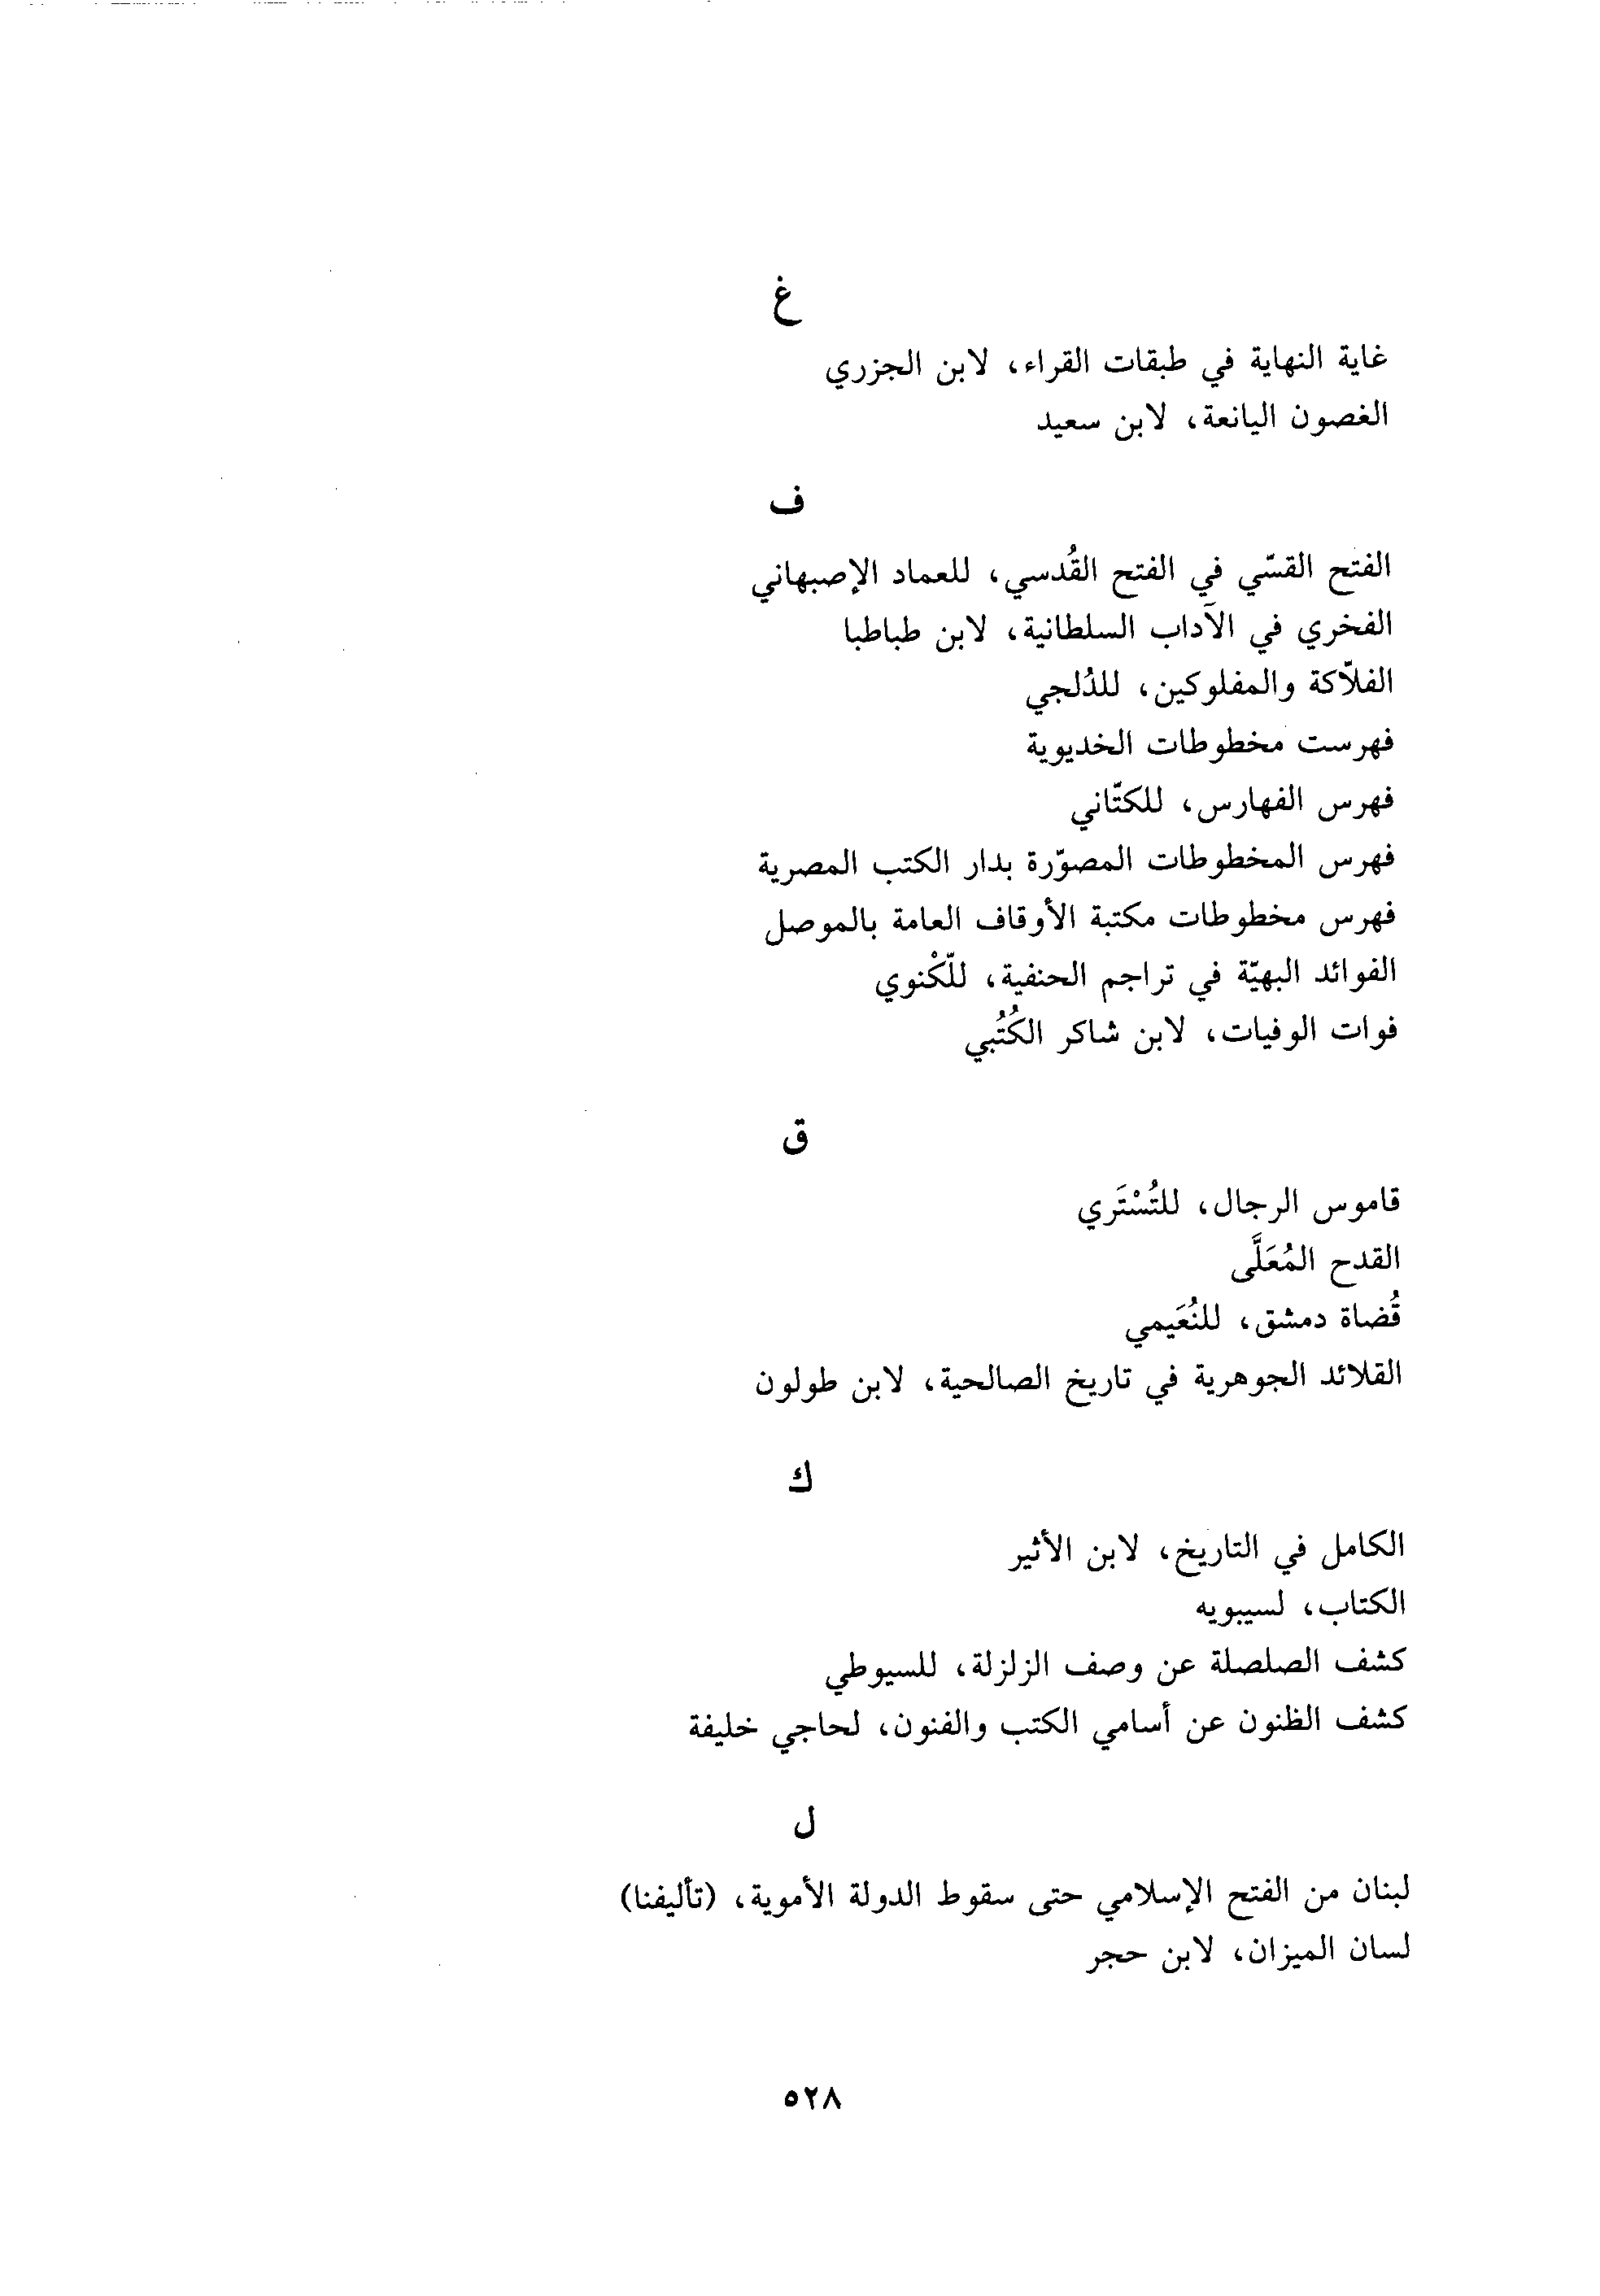 غ
غاية النهاية في طبقات القراء، لابن الجزري
الغصون اليانعة، لابن سعيد
ف
الفتح القسّي في الفتح القُدسي، للعماد الإصبهاني
الفخري في الآداب السلطانية، لابن طباطبا
الفلاّكة والمفلوكين، للدُلجي
فهرست مخطوطات الخديوية
فهرس الفهارس، للكتّاني
فهرس المخطوطات المصوّرة بدار الكتب المصرية
فهرس مخطوطات مكتبة الأوقاف العامة بالموصل
الفوائد البهيّة في تراجم الحنفية، للّكْنوي
فوات الوفيات، لابن شاكر الكُتُبي
ق
قاموس الرجال، للتُسْتَري
القدح المُعَلَّى
قُضاة دمشق، للنُعَيمي
القلائد الجوهرية في تاريخ الصالحية، لابن طولون
ك
الكامل في التاريخ، لابن الأثير
الكتاب، لسيبويه
كشف الصلصلة عن وصف الزلزلة، للسيوطي
كشف الظنون عن أسامي الكتب والفنون، لحاجي خليفة
ل
لبنان من الفتح الإسلامي حتى سقوط الدولة الأموية، (تأليفنا)
لسان الميزان، لابن حجر
٥٢٨